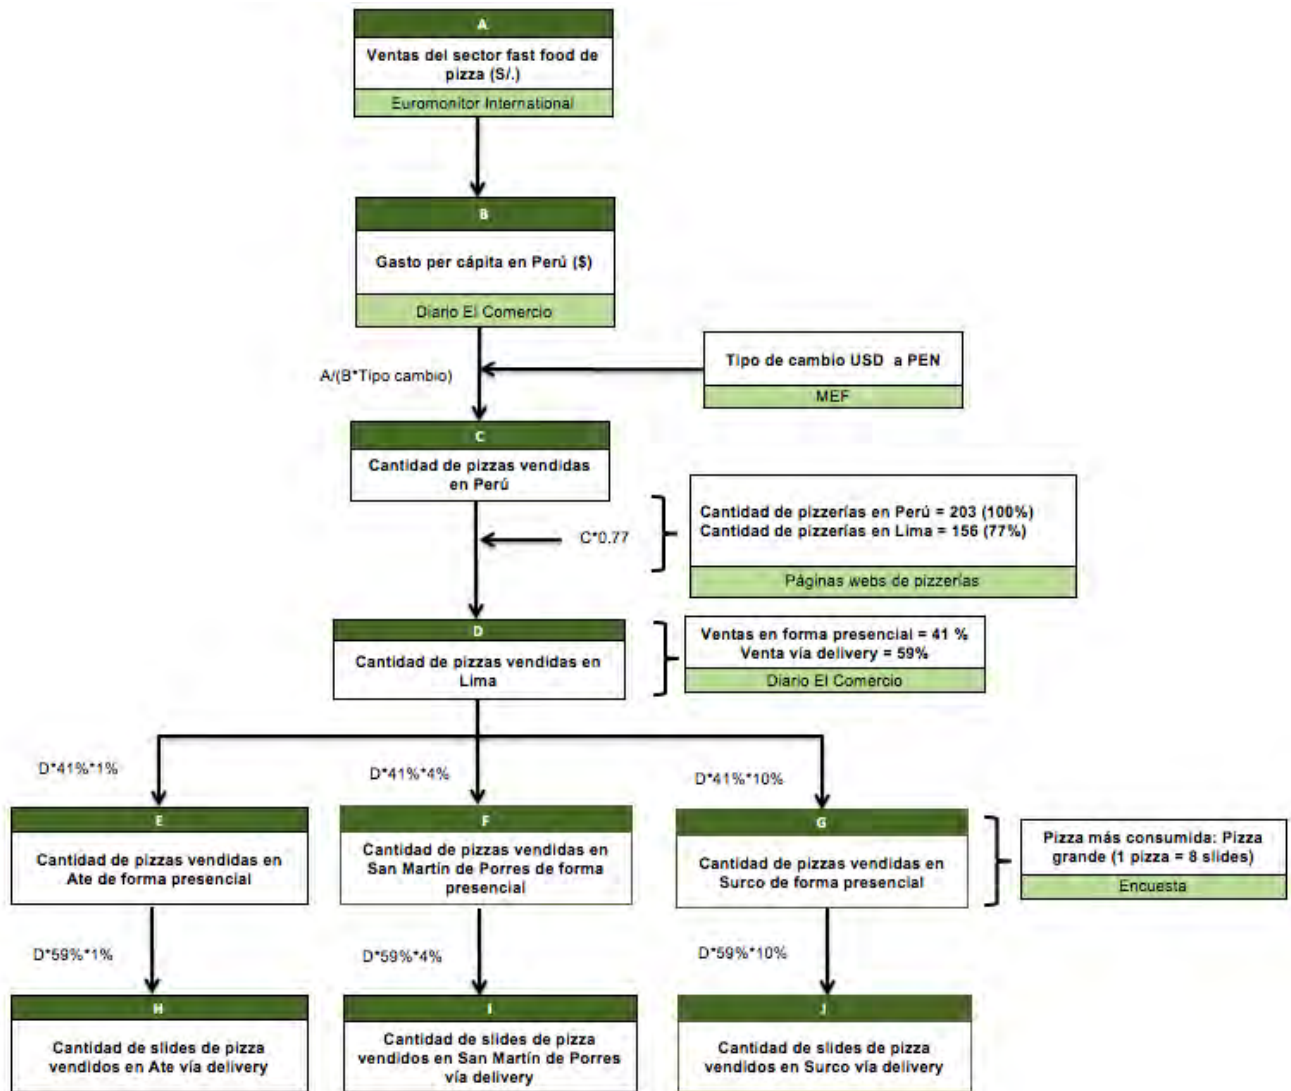 A
Ventas del sector fast food de
pizza (S/.)
Euromonitor International
B
Gasto per cápita en Perú ($)
Diario El Comercio
A/(B*Tipo cambio)
Tipo de cambio USD a PEN
MEF
C
Cantidad de pizzas vendidas
en Perú
C*0.77
Cantidad de pizzerías en Perú = 203 (100%)
Cantidad de pizzerías en Lima = 156 (77%)
Páginas webs de pizzerías
D
Cantidad de pizzas vendidas en
Lima
Ventas en forma presencial = 41 %
Venta vía delivery = 59%
Diario El Comercio
D*41%*1%
D*41%*4%
D*41%*10%
E
Cantidad de pizzas vendidas en
Ate de forma presencial
F
Cantidad de pizzas vendidas en
San Martín de Porres de forma
presencial
G
Cantidad de pizzas vendidas en
Surco de forma presencial
Pizza más consumida: Pizza
grande (1 pizza = 8 slides)
Encuesta
D*59%*1%
D*59%*4%
D*59%*10%
H
Cantidad de slides de pizza
vendidos en Ate vía delivery
I
Cantidad de slides de pizza
vendidos en San Martín de Porres
vía delivery
J
Cantidad de slides de pizza
vendidos en Surco vía delivery